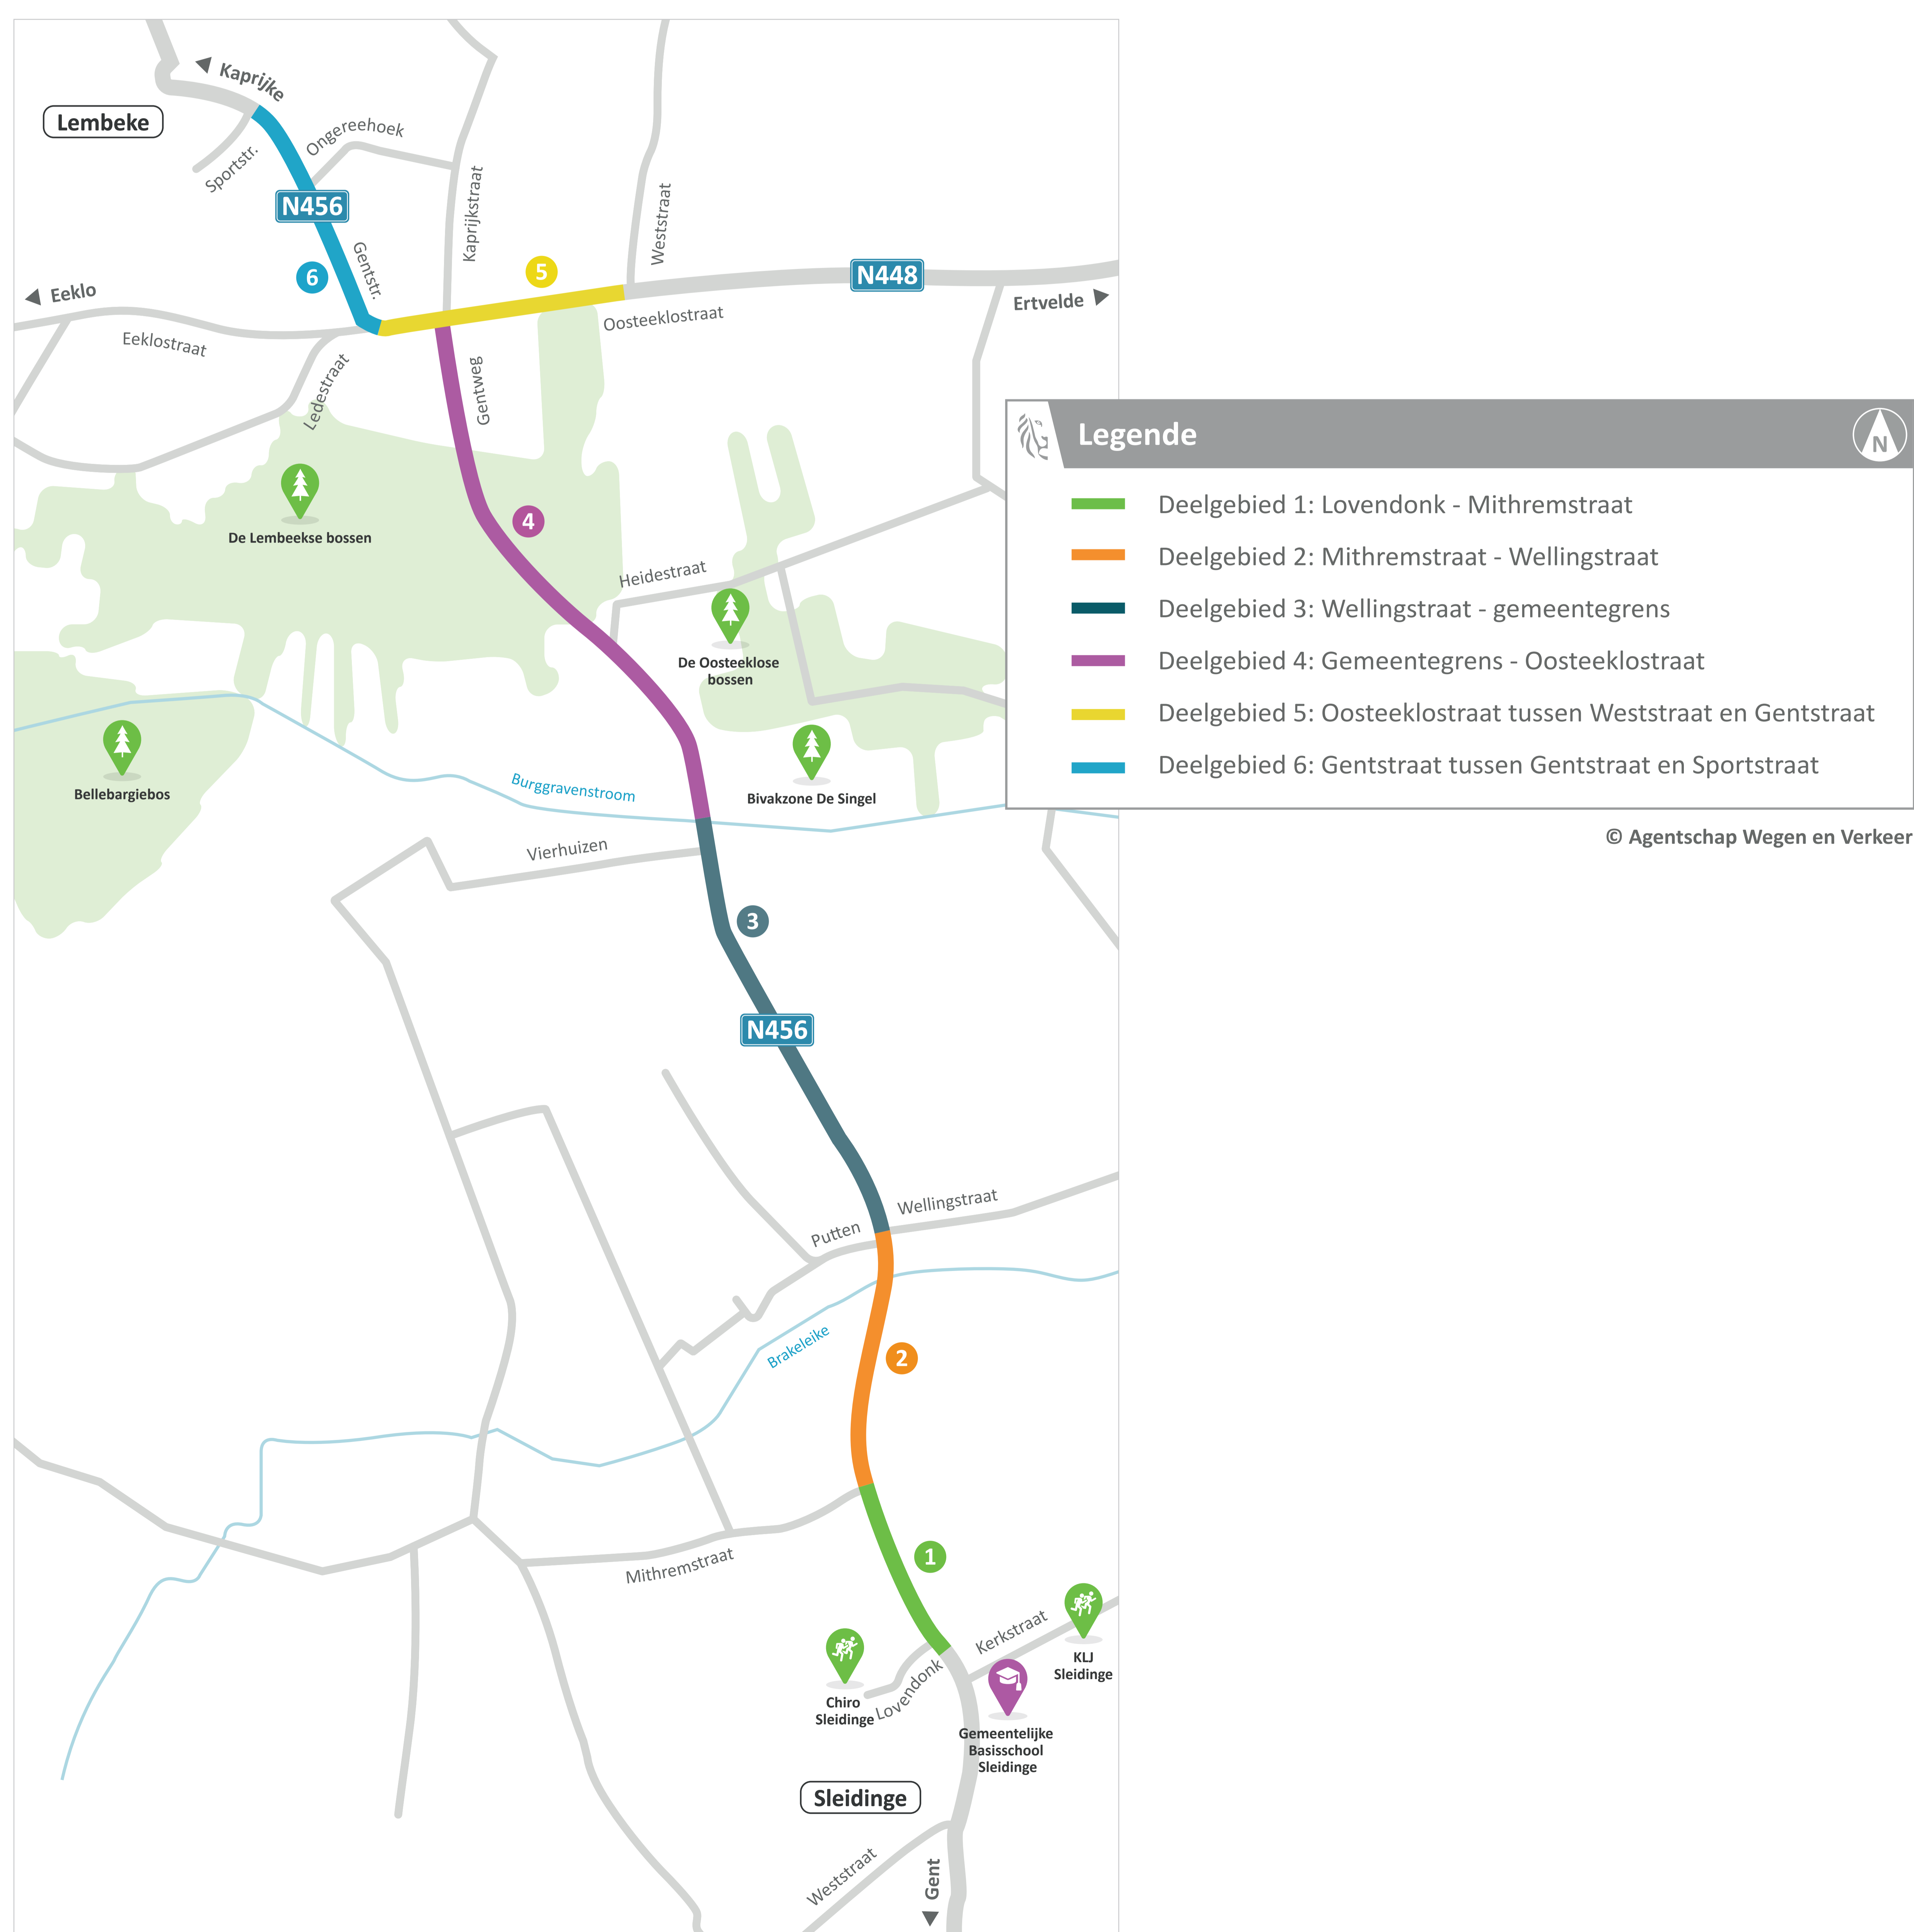 Kaprijke
Lembeke
Ongereehoek
Sportstr.
N456
Kaprijkstraat
Weststraat
Gentstr.
6
5
N448
Eeklo
Ertvelde
Oosteeklostraat
Eeklostraat
Ledestraat
Gentweg
Legende
N
Deelgebied 1: Lovendonk - Mithremstraat
Deelgebied 2: Mithremstraat - Wellingstraat
Deelgebied 3: Wellingstraat - gemeentegrens
Deelgebied 4: Gemeentegrens - Oosteeklostraat
Deelgebied 5: Oosteeklostraat tussen Weststraat en Gentstraat
Deelgebied 6: Gentstraat tussen Gentstraat en Sportstraat
© Agentschap Wegen en Verkeer
De Lembeekse bossen
4
Heidestraat
De Oosteeklose
bossen
Bellebargiebos
Burggravenstroom
Bivakzone De Singel
Vierhuizen
3
N456
Wellingstraat
Putten
Brakeleike
2
Mithremstraat
1
Kerkstraat
KLJ
Sleidinge
Chiro
Sleidinge
Lovendonk
Gemeentelijke
Basisschool
Sleidinge
Sleidinge
Weststraat
Gent